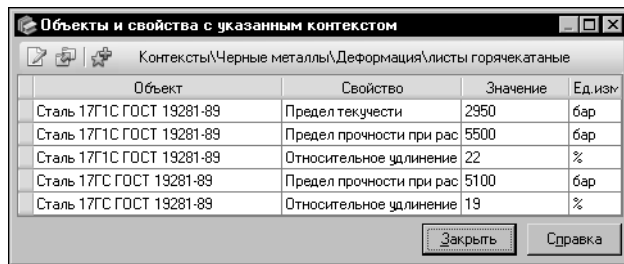 Объекты и свойства с указанным контекстом
Контексты\Черные металлы\Деформация\листы горячекатаные
Объект Свойство Значение Ед.изм
Сталь 17Г1С ГОСТ 19281-89 Предел текучести 2950 бар
Сталь 17Г1С ГОСТ 19281-89 Предел прочности при рас 5500 бар
Сталь 17Г1С ГОСТ 19281-89 Относительное удлинение 22 %
Сталь 17ГС ГОСТ 19281-89 Предел прочности при рас 5100 бар
Сталь 17ГС ГОСТ 19281-89 Относительное удлинение 19 %
Закрыть Справка